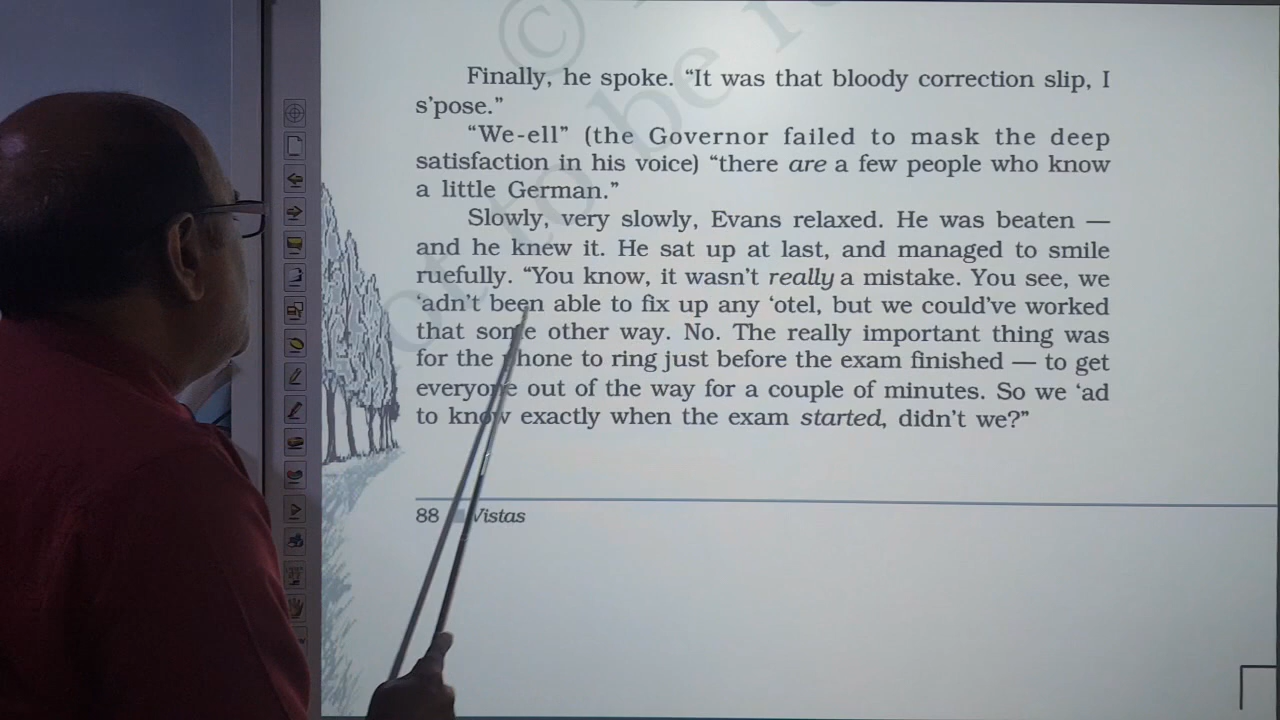 © 
not to be re
Finally, he spoke. “It was that bloody correction slip, I
s’pose.”
“We-ell” (the Governor failed to mask the deep
satisfaction in his voice) “there are a few people who know
a little German.”
Slowly, very slowly, Evans relaxed. He was beaten —
and he knew it. He sat up at last, and managed to smile
ruefully. “You know, it wasn’t really a mistake. You see, we
‘adn’t been able to fix up any ‘otel, but we could’ve worked
that some other way. No. The really important thing was
for the phone to ring just before the exam finished — to get
everyone out of the way for a couple of minutes. So we ‘ad
to know exactly when the exam started, didn’t we?”
88 Vistas